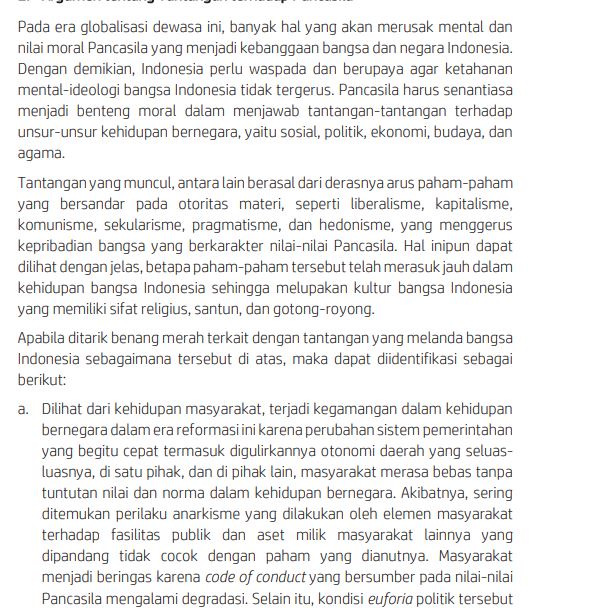 Pada era globalisasi dewasa ini, banyak hal yang akan merusak mental dan
nilai moral Pancasila yang menjadi kebanggaan bangsa dan negara Indonesia.
Dengan demikian, Indonesia perlu waspada dan berupaya agar ketahanan
mental-ideologi bangsa Indonesia tidak tergerus. Pancasila harus senantiasa
menjadi benteng moral dalam menjawab tantangan-tantangan terhadap
unsur-unsur kehidupan bernegara, yaitu sosial, politik, ekonomi, budaya, dan
agama.
Tantangan yang muncul, antara lain berasal dari derasnya arus paham-paham
yang bersandar pada otoritas materi, seperti liberalisme, kapitalisme,
komunisme, sekularisme, pragmatisme, dan hedonisme, yang menggerus
kepribadian bangsa yang berkarakter nilai-nilai Pancasila. Hal inipun dapat
dilihat dengan jelas, betapa paham-paham tersebut telah merasuk jauh dalam
kehidupan bangsa Indonesia sehingga melupakan kultur bangsa Indonesia
yang memiliki sifat religius, santun, dan gotong-royong.
Apabila ditarik benang merah terkait dengan tantangan yang melanda bangsa
Indonesia sebagaimana tersebut di atas, maka dapat diidentifikasi sebagai
berikut:
a. Dilihat dari kehidupan masyarakat, terjadi kegamangan dalam kehidupan
bernegara dalam era reformasi ini karena perubahan sistem pemerintahan
yang begitu cepat termasuk digulirkannya otonomi daerah yang seluas-
luasnya, di satu pihak, dan di pihak lain, masyarakat merasa bebas tanpa
tuntutan nilai dan norma dalam kehidupan bernegara. Akibatnya, sering
ditemukan perilaku anarkisme yang dilakukan oleh elemen masyarakat
terhadap fasilitas publik dan aset milik masyarakat lainnya yang
dipandang tidak cocok dengan paham yang dianutnya. Masyarakat
menjadi beringas karena code of conduct yang bersumber pada nilai-nilai
Pancasila mengalami degradasi. Selain itu, kondisi euforia politik tersebut